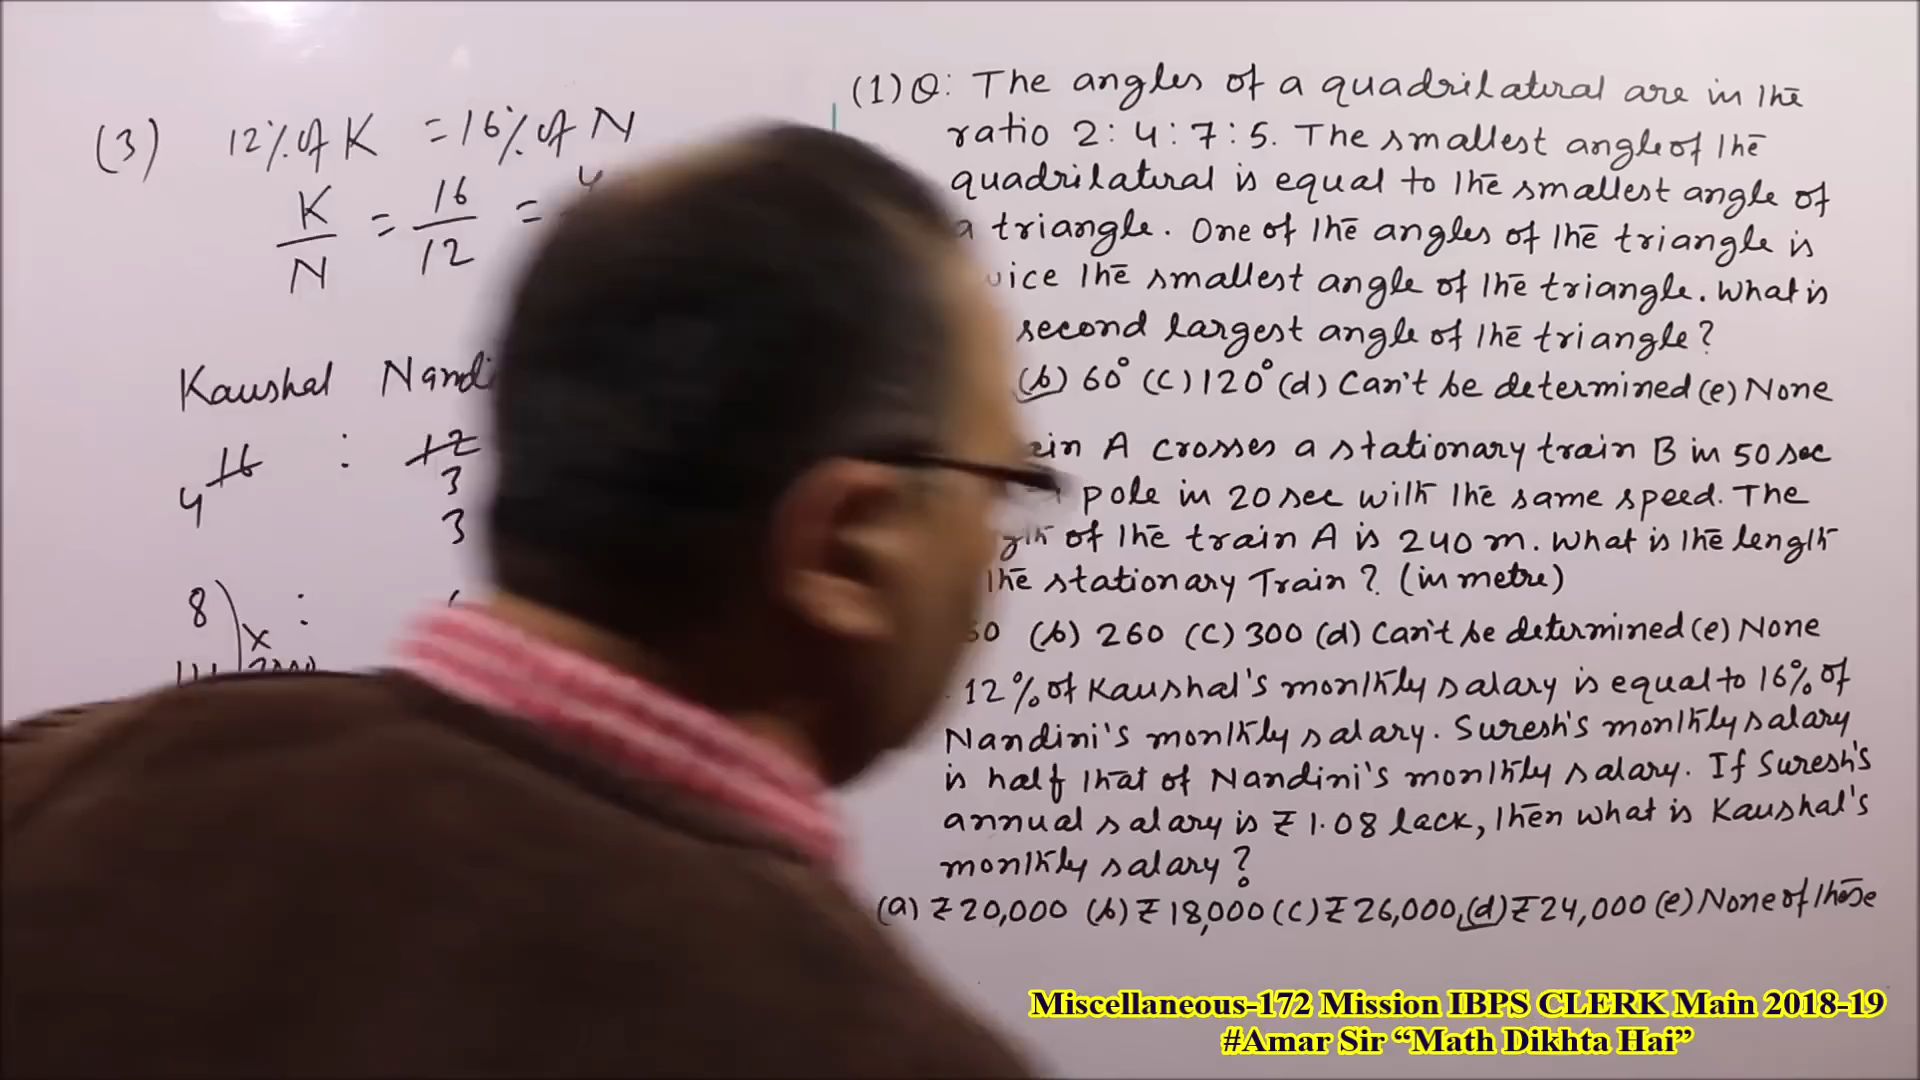 (3) 12% of K = 16% of N
K/N = 16/12 =
Kaushal
16 : 12
4 3
3
8 :
x
(1) Q: The angles of a quadrilateral are in the
ratio 2:4:7:5. The smallest angle of the
quadrilateral is equal to the smallest angle of
a triangle. One of the angles of the triangle is
the smallest angle of the triangle. What is
second largest angle of the triangle?
(b) 60° (c) 120° (d) Can't be determined (e) None
A crosses a stationary train B in 50 sec
pole in 20 sec with the same speed. The
of the train A is 240 m. What is the length
the stationary Train? (in metre)
(b) 260 (c) 300 (d) Can't be determined (e) None
12% of Kaushal's monthly salary is equal to 16% of
Nandini's monthly salary. Suresh's monthly salary
is half that of Nandini's monthly salary. If Suresh's
annual salary is ₹ 1.08 lack, then what is Kaushal's
monthly salary?
(a) ₹ 20,000 (b) ₹ 18,000 (c) ₹ 26,000 (d) ₹ 24,000 (e) None of these
Miscellaneous-172 Mission IBPS CLERK Main 2018-19
#Amar Sir “Math Dikhta Hai”